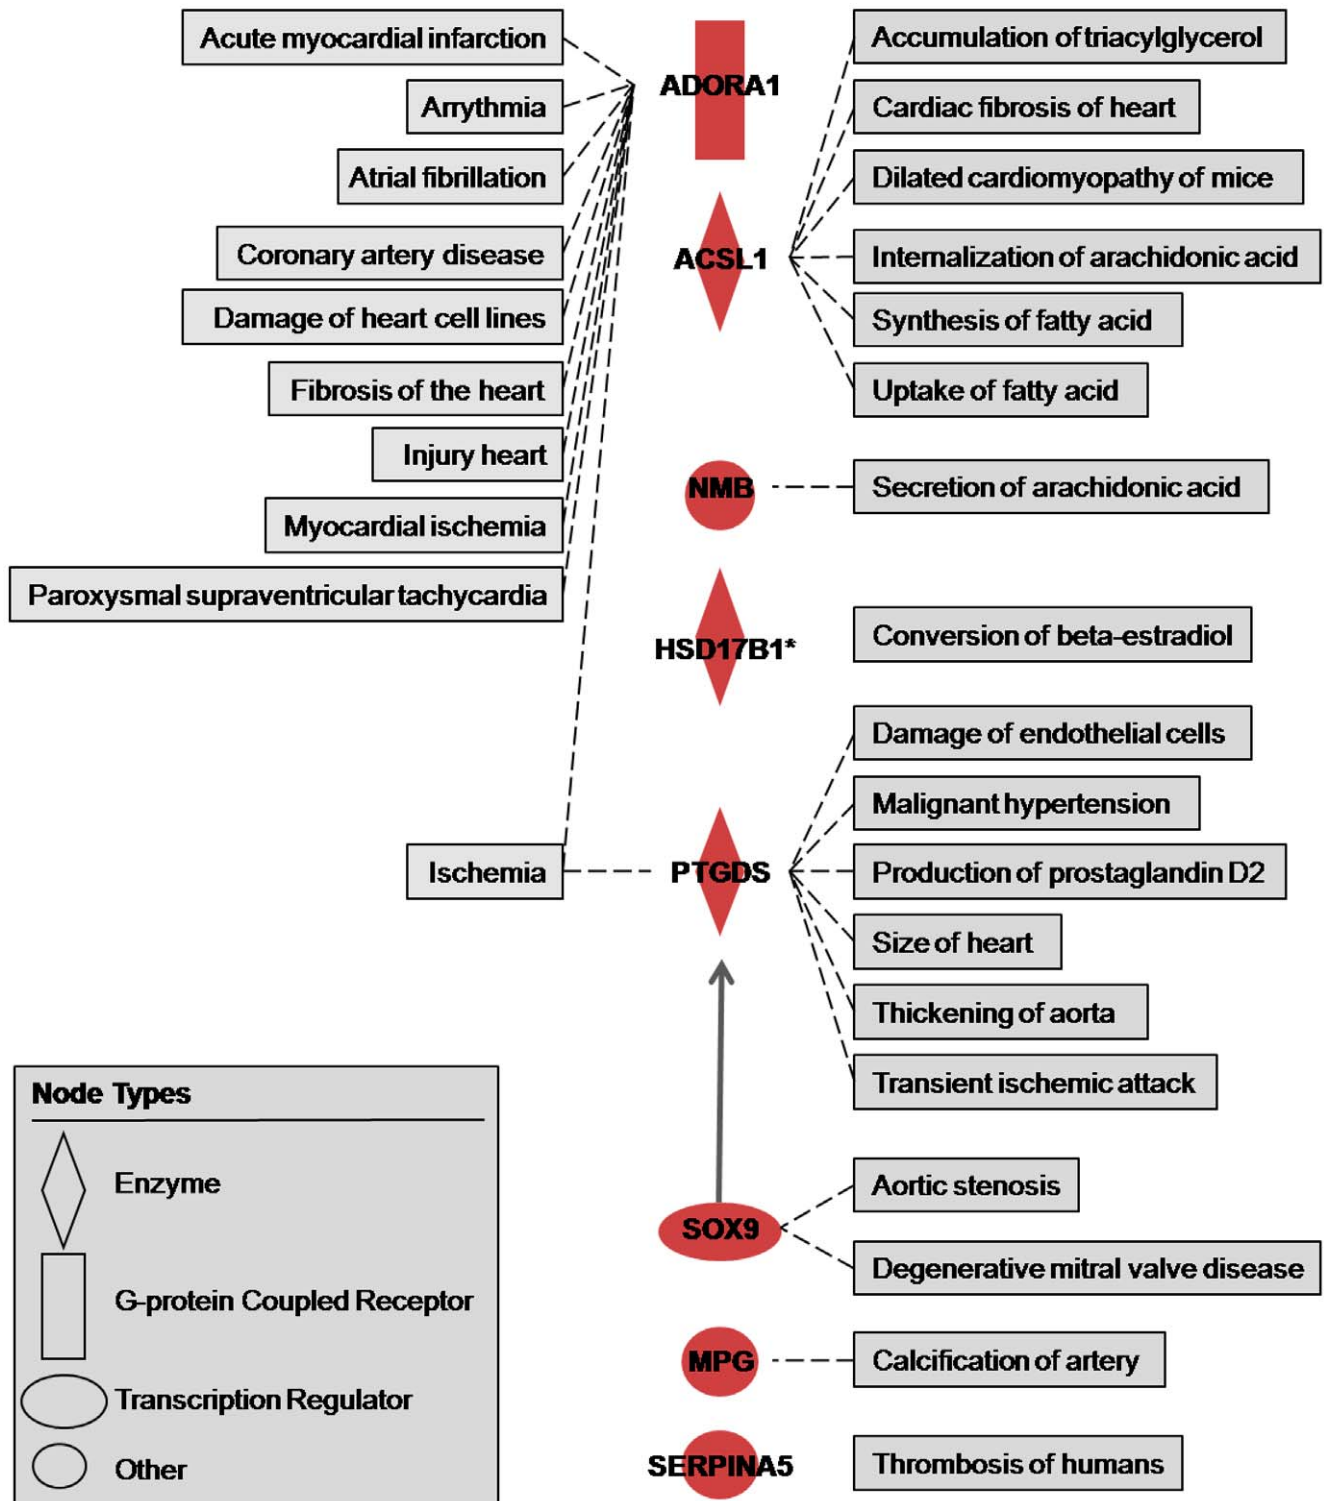 Acute myocardial infarction
Arrythmia
Atrial fibrillation
Coronary artery disease
Damage of heart cell lines
Fibrosis of the heart
Injury heart
Myocardial ischemia
Paroxysmal supraventricular tachycardia
Ischemia
ADORA1
ACSL1
NMB
HSD17B1*
PTGDS
SOX9
MPG
SERPINA5
Accumulation of triacylglycerol
Cardiac fibrosis of heart
Dilated cardiomyopathy of mice
Internalization of arachidonic acid
Synthesis of fatty acid
Uptake of fatty acid
Secretion of arachidonic acid
Conversion of beta-estradiol
Damage of endothelial cells
Malignant hypertension
Production of prostaglandin D2
Size of heart
Thickening of aorta
Transient ischemic attack
Aortic stenosis
Degenerative mitral valve disease
Calcification of artery
Thrombosis of humans
Node Types
Enzyme
G-protein Coupled Receptor
Transcription Regulator
Other